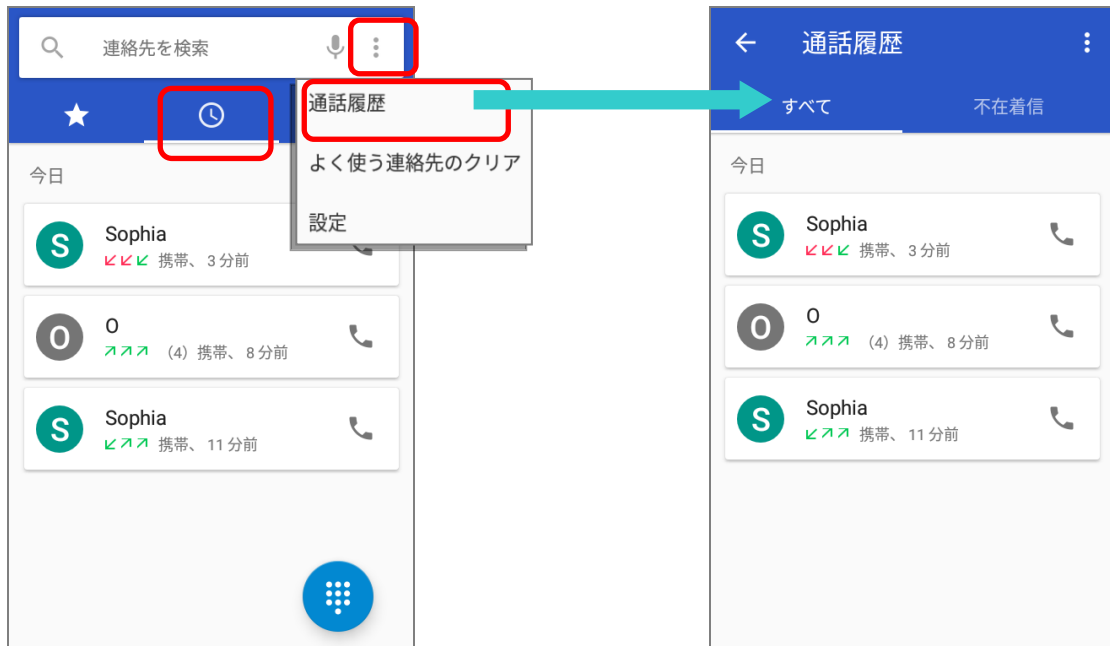 連絡先を検索
通話履歴
よく使う連絡先のクリア
設定
今日
S
Sophia
携帯、3 分前
O
O
（4）携帯、8 分前
S
Sophia
携帯、11 分前
通話履歴
すべて
不在着信
今日
S
Sophia
携帯、3 分前
O
O
（4）携帯、8 分前
S
Sophia
携帯、11 分前